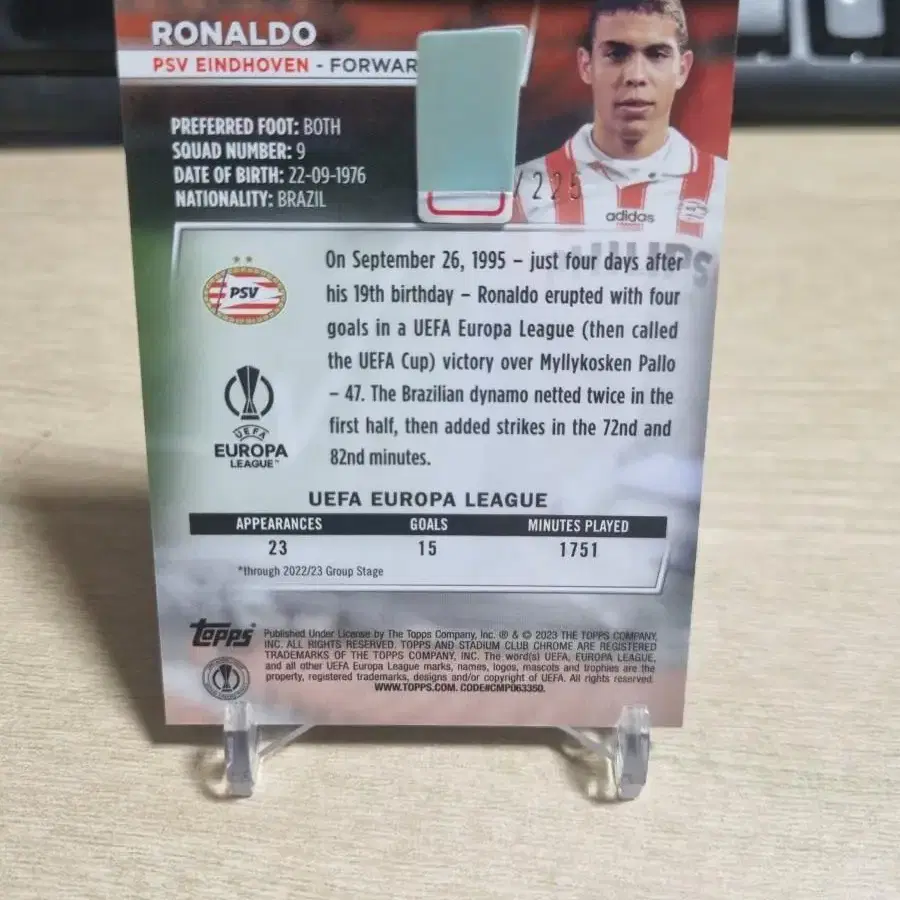 RONALDO
PSV EINDHOVEN - FORWAR
PREFERRED FOOT: BOTH
SQUAD NUMBER: 9
DATE OF BIRTH: 22-09-1976
NATIONALITY: BRAZIL
/225
adidas
PSV
On September 26, 1995 – just four days after
his 19th birthday – Ronaldo erupted with four
goals in a UEFA Europa League (then called
the UEFA Cup) victory over Myllykosken Pallo
– 47. The Brazilian dynamo netted twice in the
first half, then added strikes in the 72nd and
82nd minutes.
UEFA
EUROPA
LEAGUE™
UEFA EUROPA LEAGUE
APPEARANCES GOALS MINUTES PLAYED
23 15 1751
*through 2022/23 Group Stage
topps
Published Under License by The Topps Company, Inc. ® & © 2023 THE TOPPS COMPANY,
INC. ALL RIGHTS RESERVED. TOPPS AND STADIUM CLUB CHROME ARE REGISTERED
TRADEMARKS OF THE TOPPS COMPANY, INC. The word(s) UEFA, EUROPA LEAGUE,
and all other UEFA Europa League marks, names, logos, mascots and trophies are the
property, registered trademarks, designs and/or copyright of UEFA. All rights reserved.
WWW.TOPPS.COM. CODE#CMP063350.